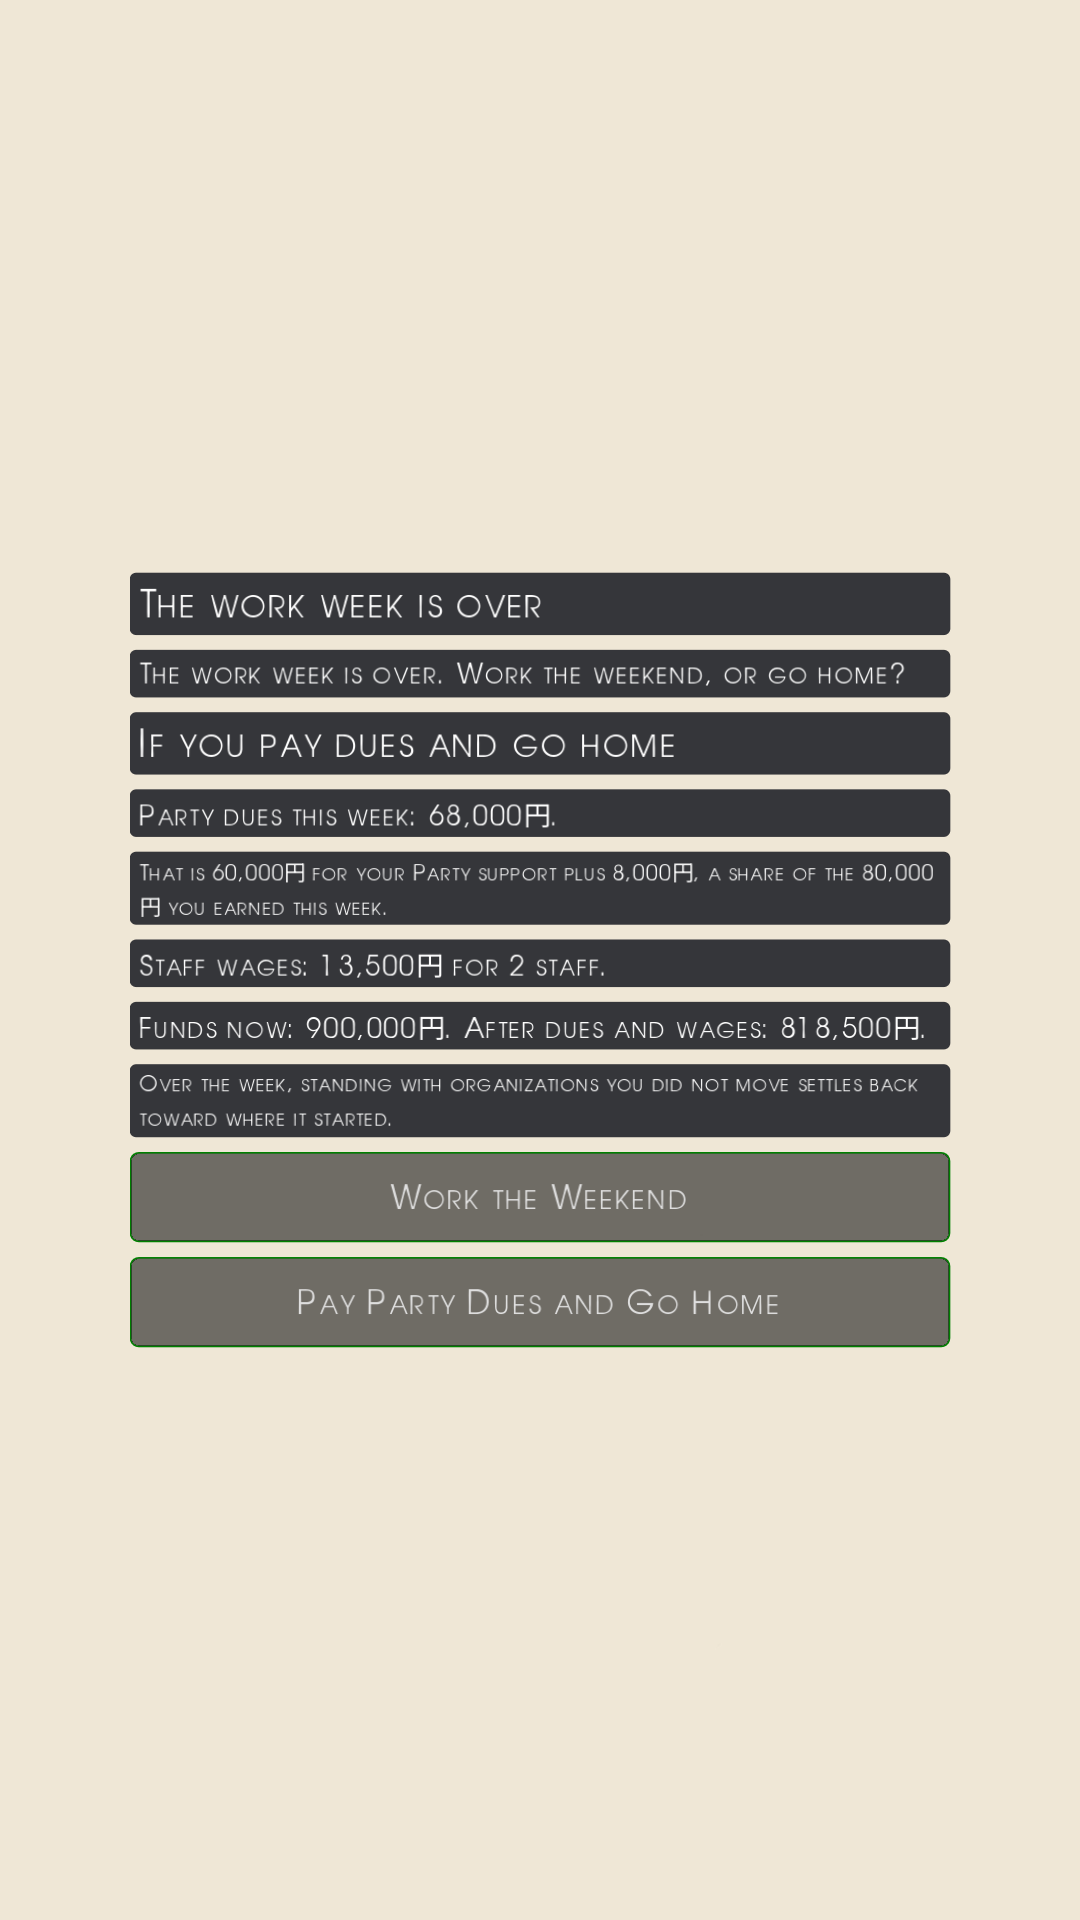 The work week is over
The work week is over. Work the weekend, or go home?
If you pay dues and go home
Party dues this week: 68,000円.
That is 60,000円 for your Party support plus 8,000円, a share of the 80,000
円 you earned this week.
Staff wages: 13,500円 for 2 staff.
Funds now: 900,000円. After dues and wages: 818,500円.
Over the week, standing with organizations you did not move settles back
toward where it started.
Work the Weekend
Pay Party Dues and Go Home